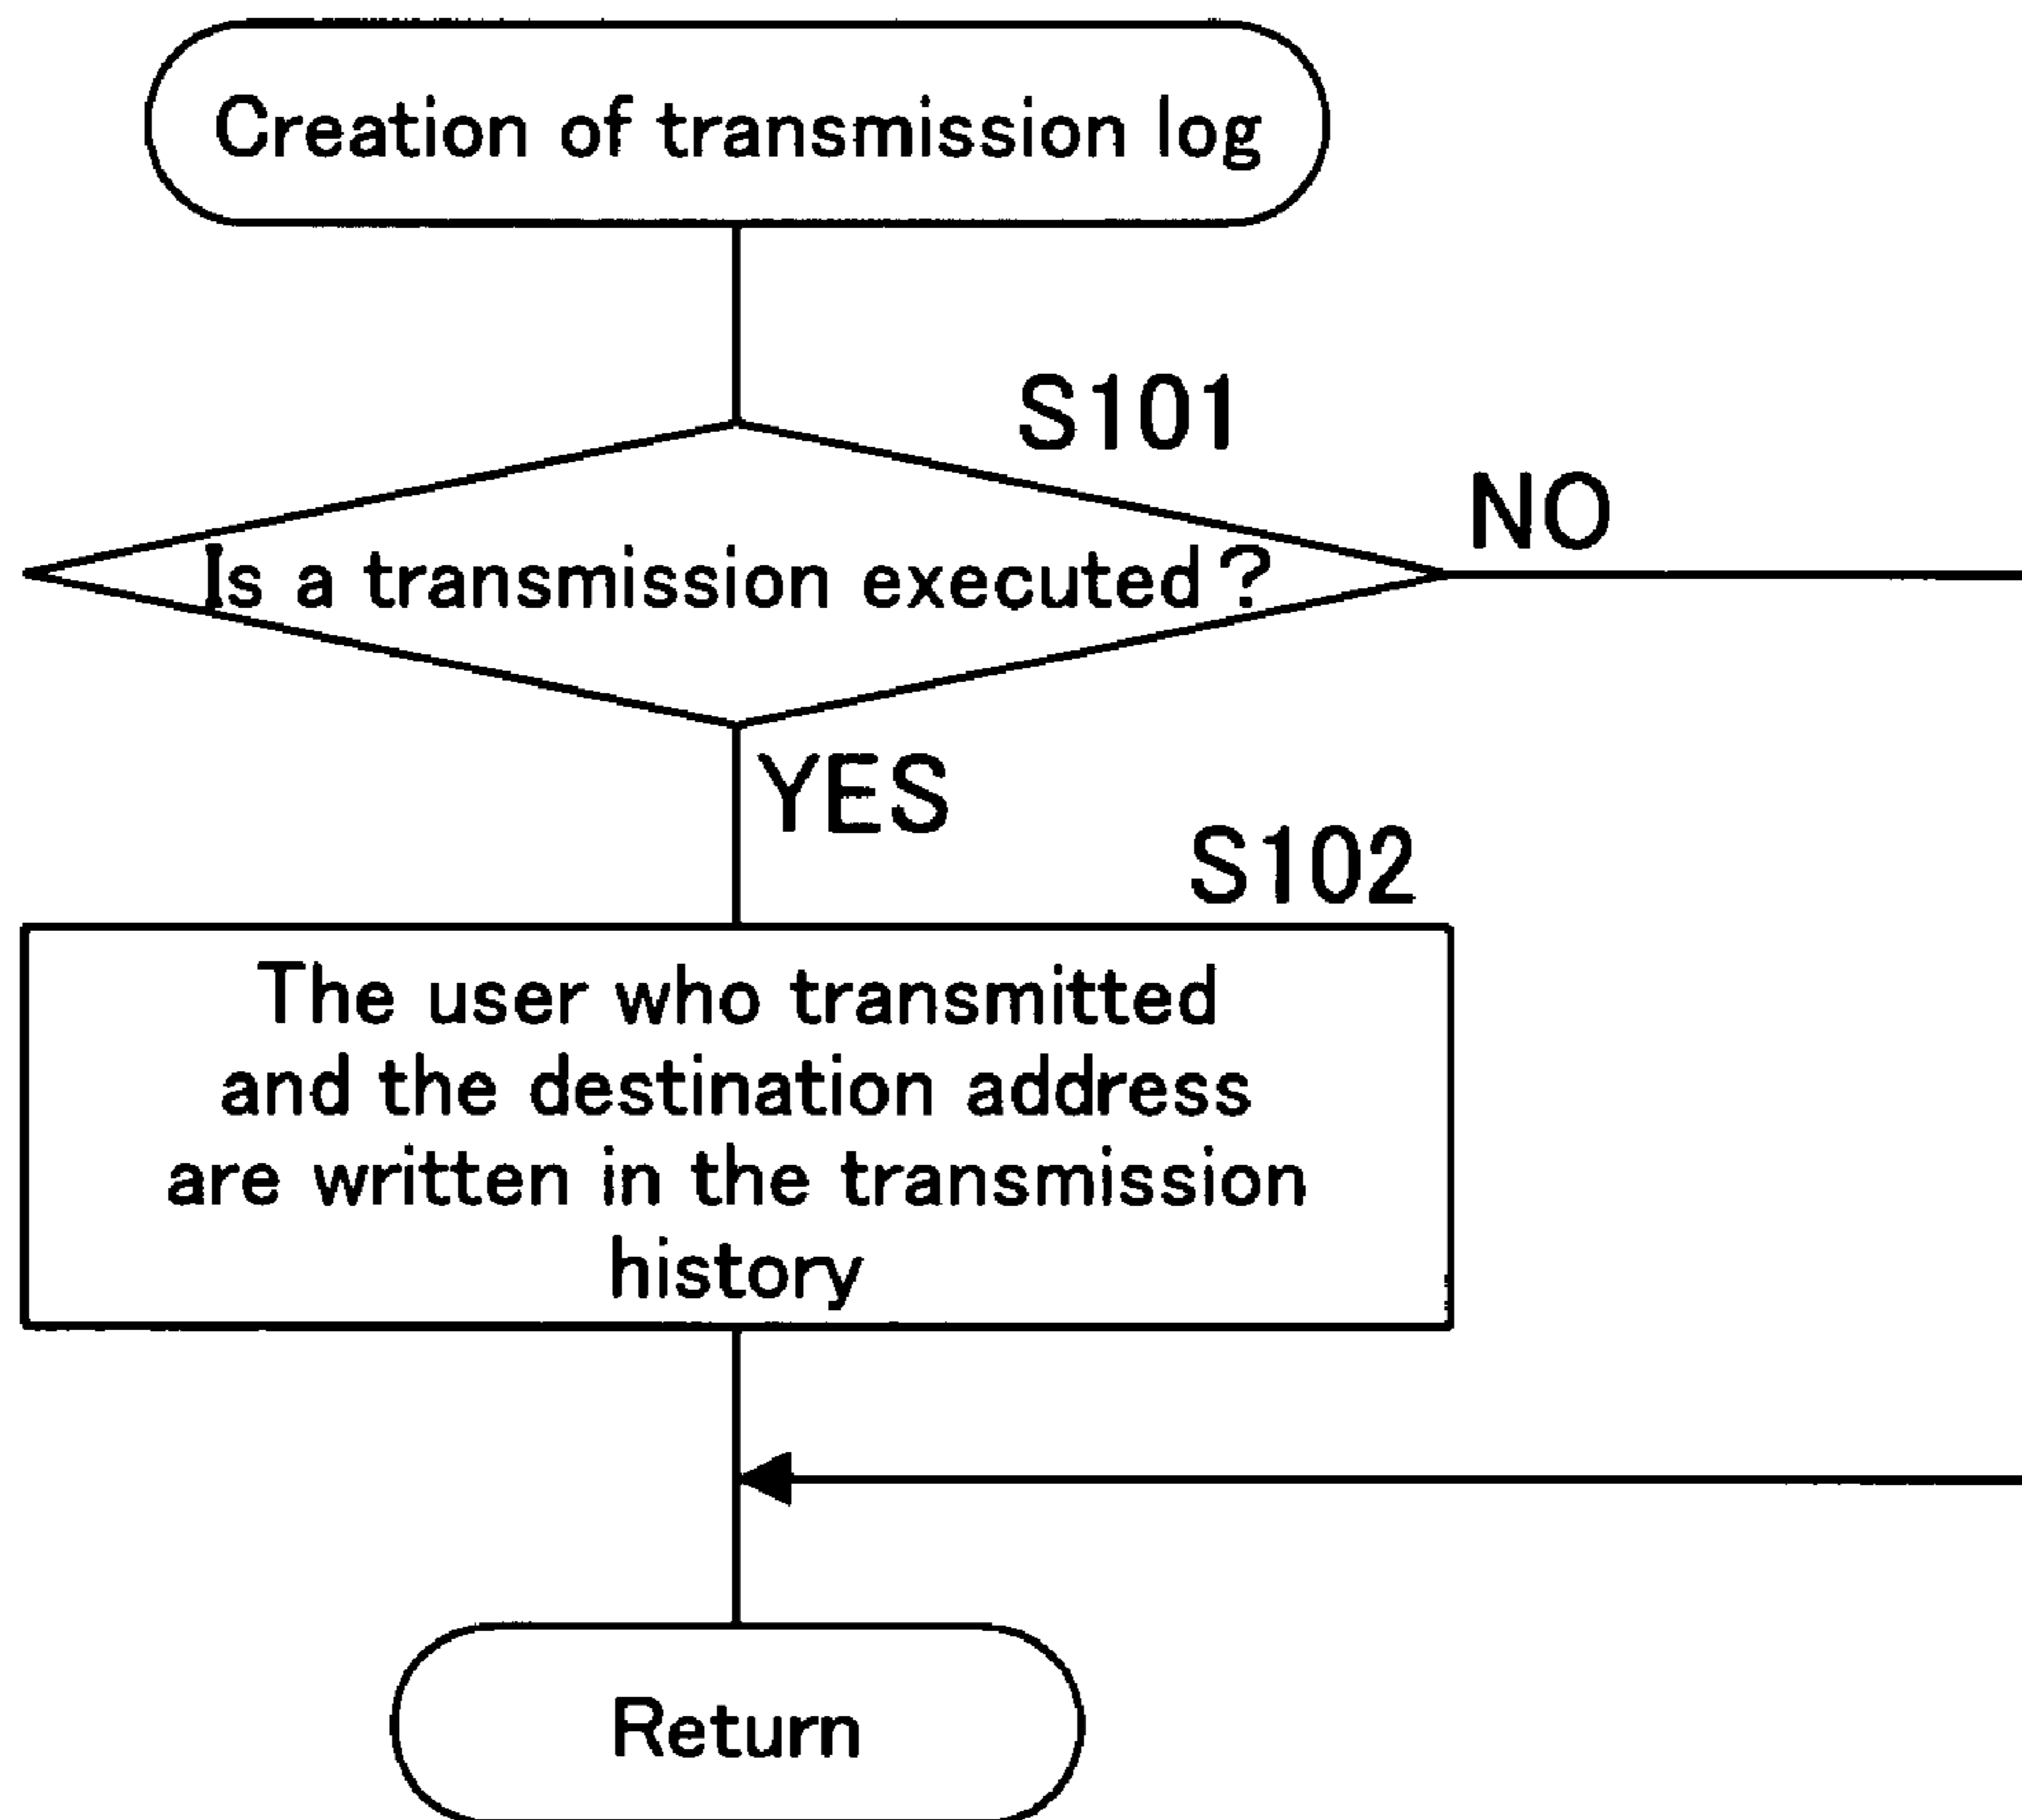 Creation of transmission log
S101
Is a transmission executed?
NO
YES
S102
The user who transmitted
and the destination address
are written in the transmission
history
Return